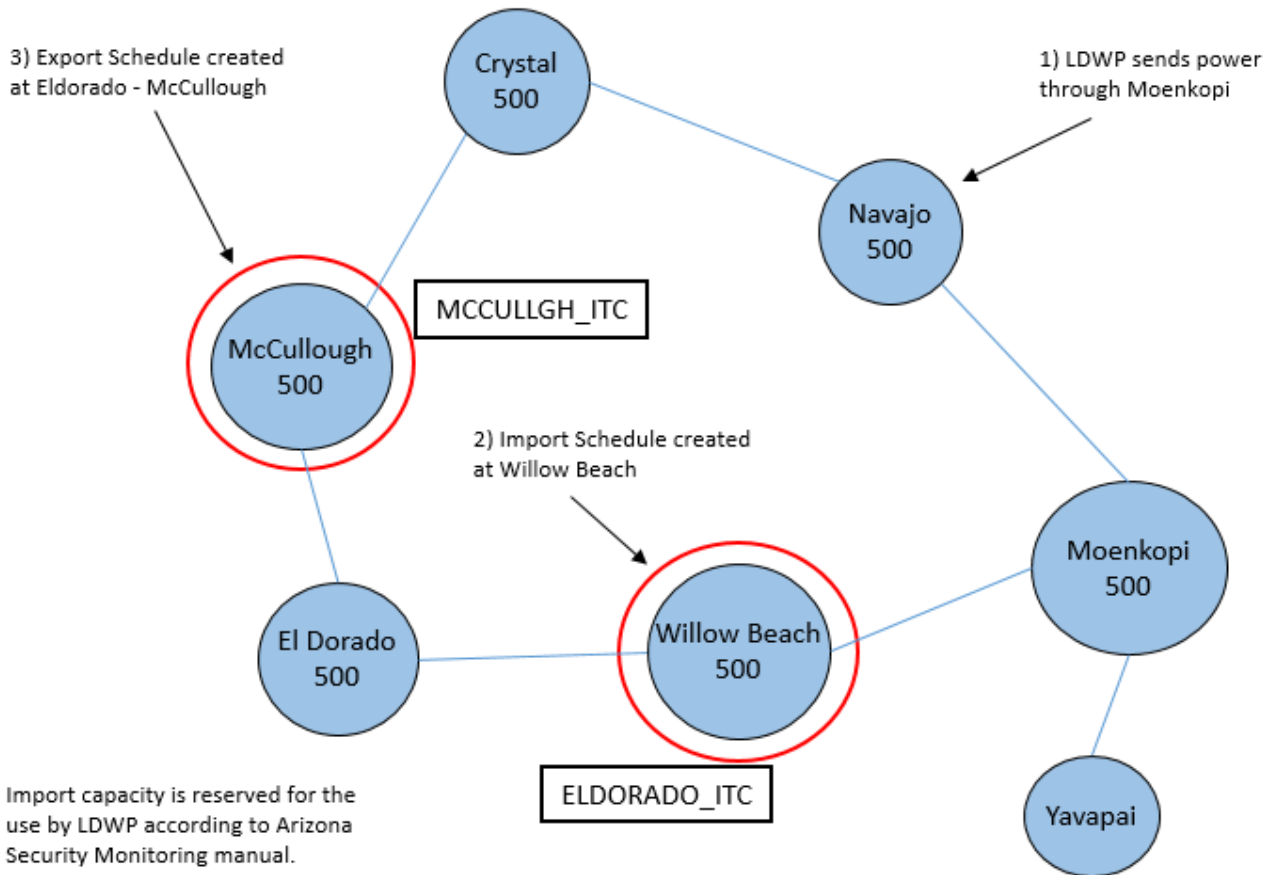 3) Export Schedule created
at Eldorado - McCullough
Crystal
500
1) LDWP sends power
through Moenkopi
Navajo
500
MCCULLGH_ITC
McCullough
500
2) Import Schedule created
at Willow Beach
Moenkopi
500
El Dorado
500
Willow Beach
500
ELDORADO_ITC
Yavapai
Import capacity is reserved for the
use by LDWP according to Arizona
Security Monitoring manual.